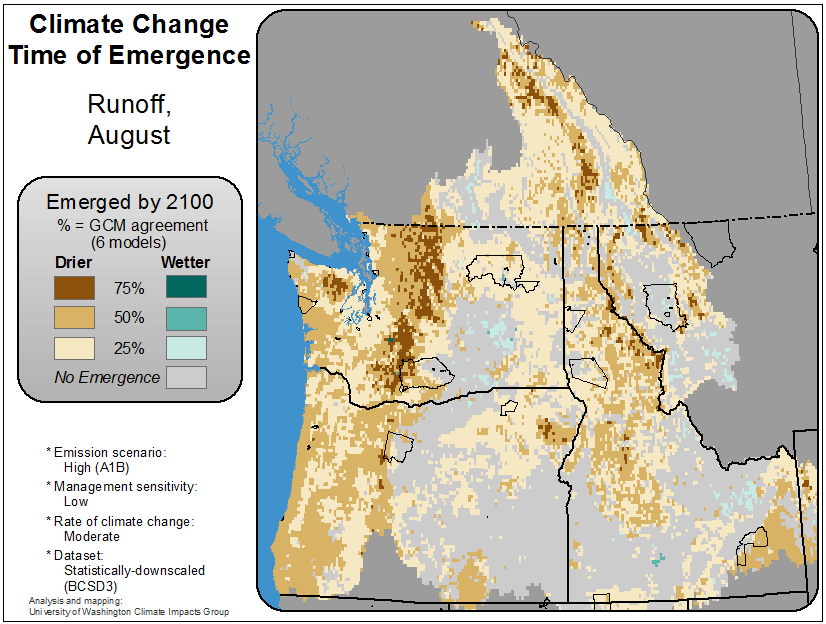 Climate Change
Time of Emergence
Runoff,
August
Emerged by 2100
% = GCM agreement
(6 models)
Drier Wetter
75%
50%
25%
No Emergence
* Emission scenario:
High (A1B)
* Management sensitivity:
Low
* Rate of climate change:
Moderate
* Dataset:
Statistically-downscaled
(BCSD3)
Analysis and mapping:
University of Washington Climate Impacts Group